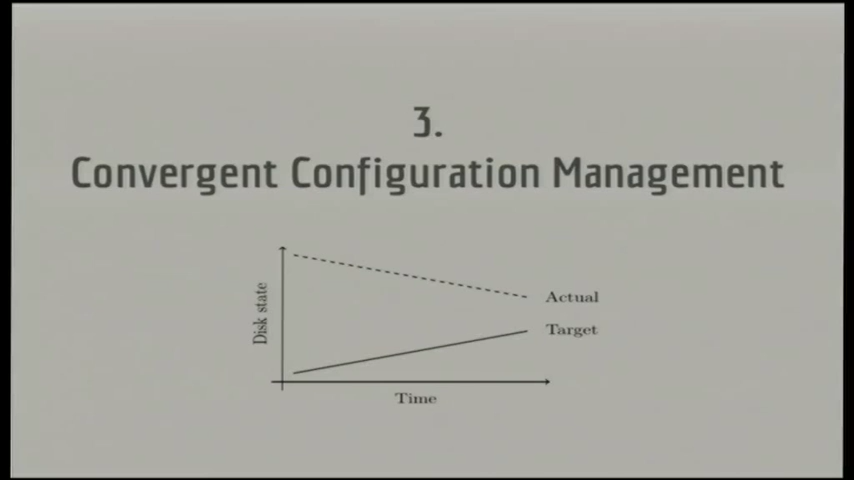 3.
Convergent Configuration Management
Disk state
Actual
Target
Time